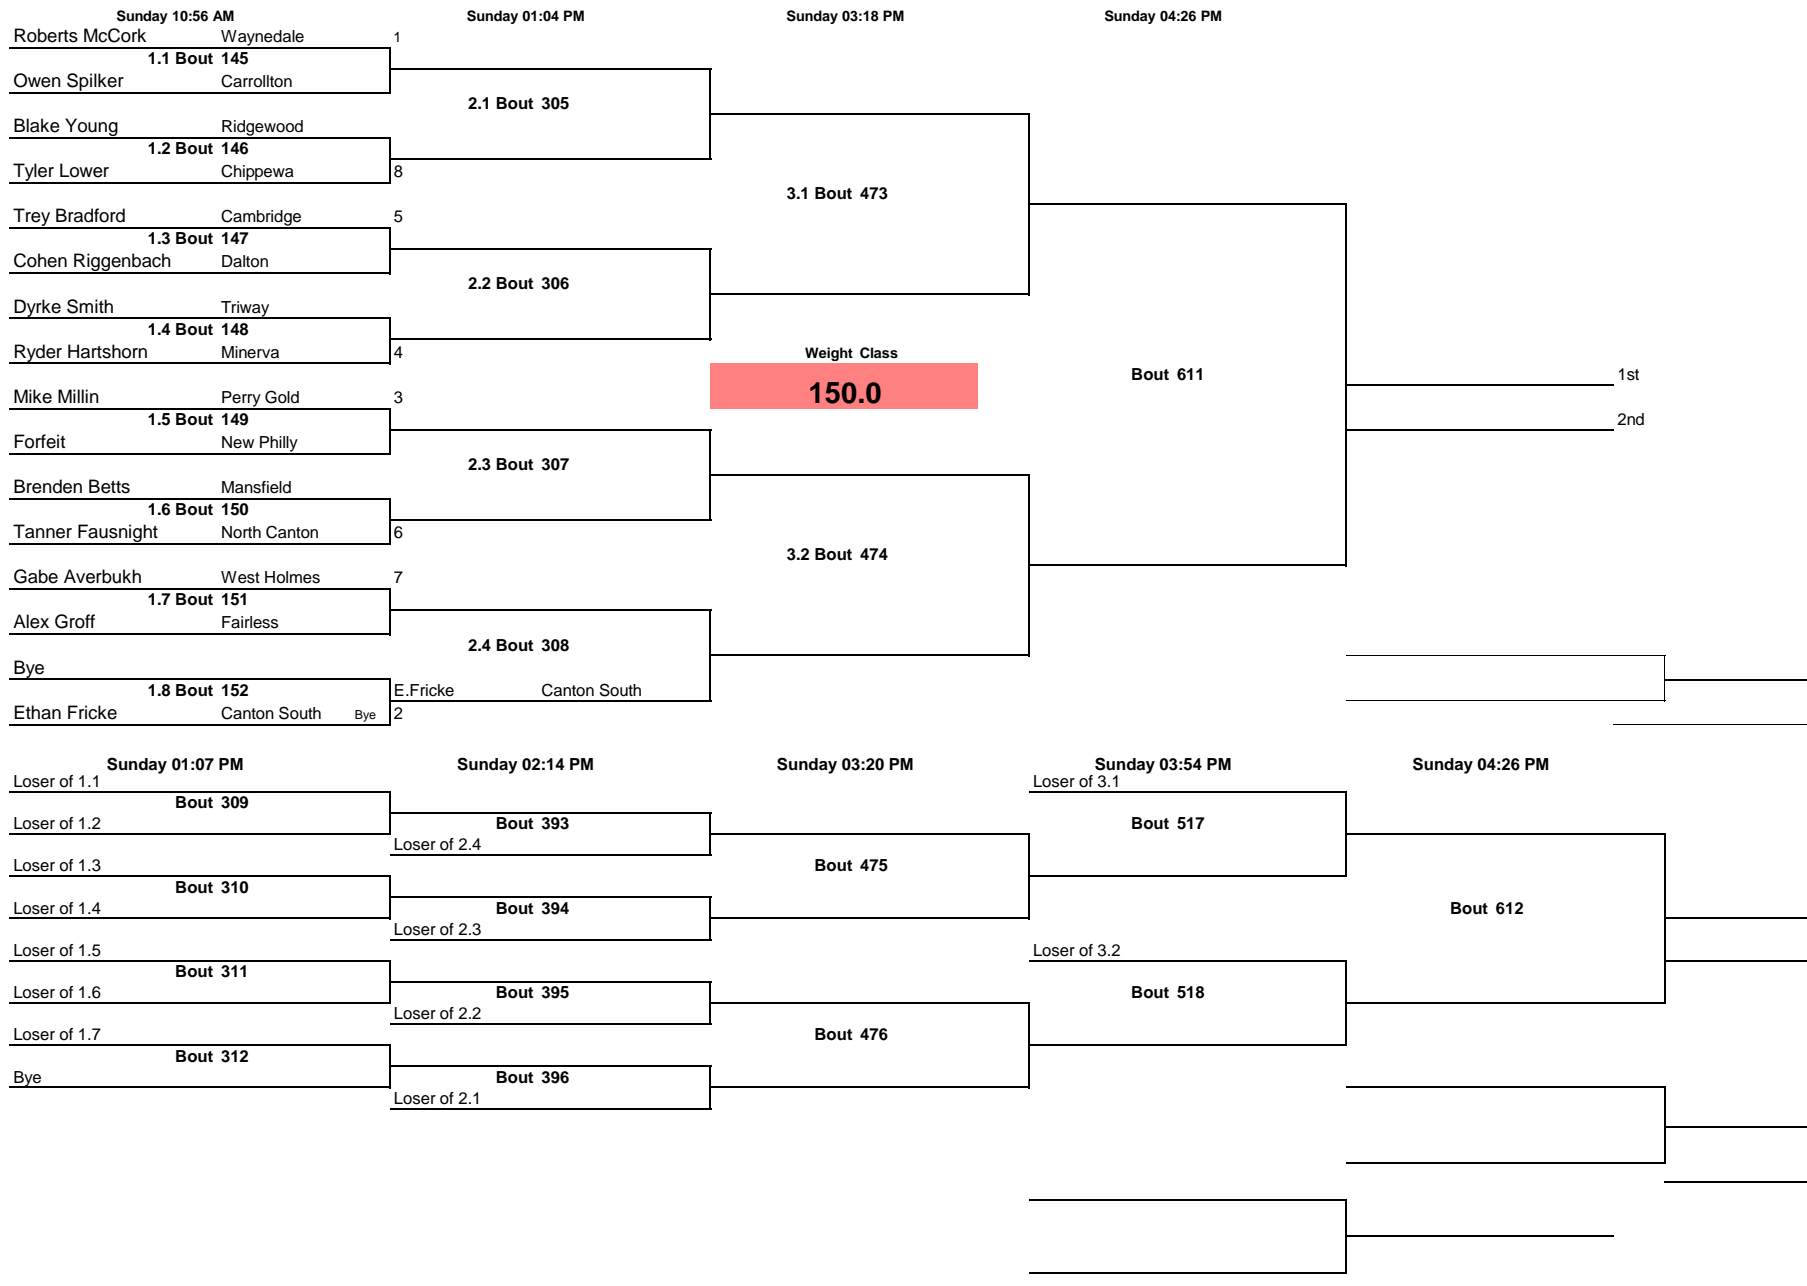 Sunday 10:56 AM Sunday 01:04 PM Sunday 03:18 PM Sunday 04:26 PM
Roberts McCork Waynedale 1
1.1 Bout 145
Owen Spilker Carrollton
2.1 Bout 305
Blake Young Ridgewood
1.2 Bout 146
Tyler Lower Chippewa 8
3.1 Bout 473
Trey Bradford Cambridge 5
1.3 Bout 147
Cohen Riggenbach Dalton
2.2 Bout 306
Dyrke Smith Triway
1.4 Bout 148
Ryder Hartshorn Minerva 4
Weight Class
150.0
Bout 611
1st
2nd
Mike Millin Perry Gold 3
1.5 Bout 149
Forfeit New Philly
2.3 Bout 307
Brenden Betts Mansfield
1.6 Bout 150
Tanner Fausnight North Canton 6
3.2 Bout 474
Gabe Averbukh West Holmes 7
1.7 Bout 151
Alex Groff Fairless
2.4 Bout 308
Bye
1.8 Bout 152 E.Fricke Canton South
Ethan Fricke Canton South Bye 2
Sunday 01:07 PM Sunday 02:14 PM Sunday 03:20 PM Sunday 03:54 PM Sunday 04:26 PM
Loser of 1.1 Loser of 3.1
Bout 309
Loser of 1.2 Bout 393 Bout 517
Loser of 2.4
Loser of 1.3 Bout 475
Bout 310
Loser of 1.4 Bout 394 Bout 612
Loser of 2.3
Loser of 1.5 Loser of 3.2
Bout 311
Loser of 1.6 Bout 395 Bout 518
Loser of 2.2
Loser of 1.7 Bout 476
Bout 312
Bye Bout 396
Loser of 2.1